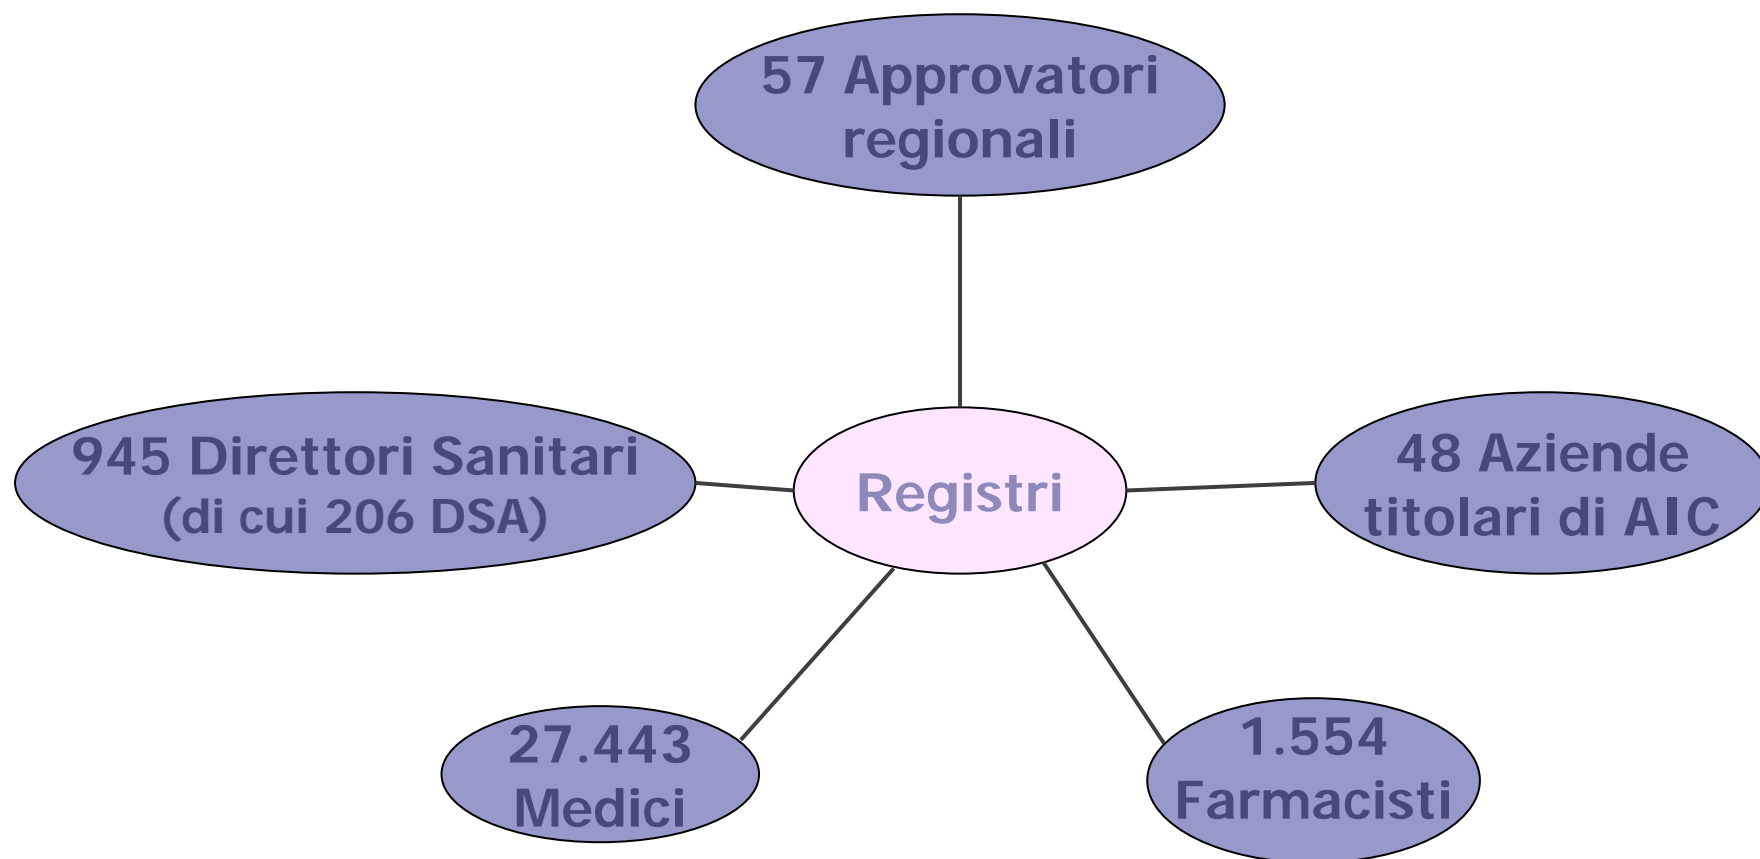 57 Approvatori
regionali
945 Direttori Sanitari
(di cui 206 DSA)
Registri
48 Aziende
titolari di AIC
27.443
Medici
1.554
Farmacisti